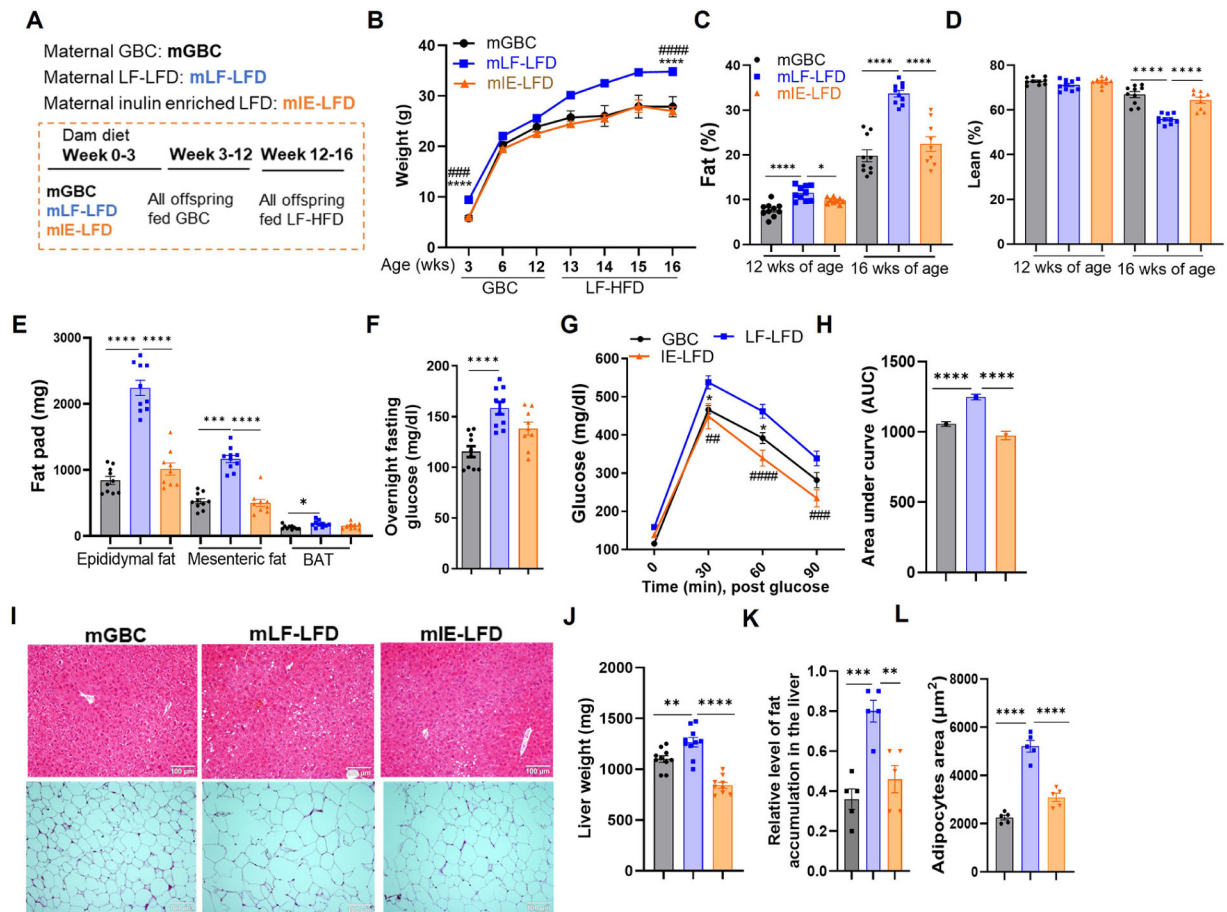 A
Maternal GBC: mGBC
Maternal LF-LFD: mLF-LFD
Maternal inulin enriched LFD: mIE-LFD
Dam diet
Week 0-3 Week 3-12 Week 12-16
mGBC
mLF-LFD
mIE-LFD
All offspring
fed GBC
All offspring
fed LF-HFD
B
mGBC
mLF-LFD
mIE-LFD
####
****
###
****
Weight (g)
40
30
20
10
0
Age (wks) 3 6 12 13 14 15 16
GBC LF-HFD
C
mGBC
mLF-LFD
mIE-LFD
**** ****
**** *
Fat (%)
40
30
20
10
0
12 wks of age 16 wks of age
D
**** ****
Lean (%)
100
80
60
40
20
0
12 wks of age 16 wks of age
E
**** ****
*** ****
*
Fat pad (mg)
3000
2000
1000
0
Epididymal fat Mesenteric fat BAT
F
****
Overnight fasting
glucose (mg/dl)
200
150
100
50
0
G
GBC LF-LFD
IE-LFD
Glucose (mg/dl)
600
500
400
300
200
100
*
##
*
####
###
0 30 60 90
Time (min), post glucose
H
**** ****
Area under curve (AUC)
1500
1000
500
0
I
mGBC mLF-LFD mIE-LFD
100 µm
µm
100 µm
J
** ****
Liver weight (mg)
2000
1500
1000
500
0
K
*** **
Relative level of fat
accumulation in the liver
1.0
0.8
0.6
0.4
0.2
0.0
L
**** ****
Adipocytes area (µm²)
8000
6000
4000
2000
0